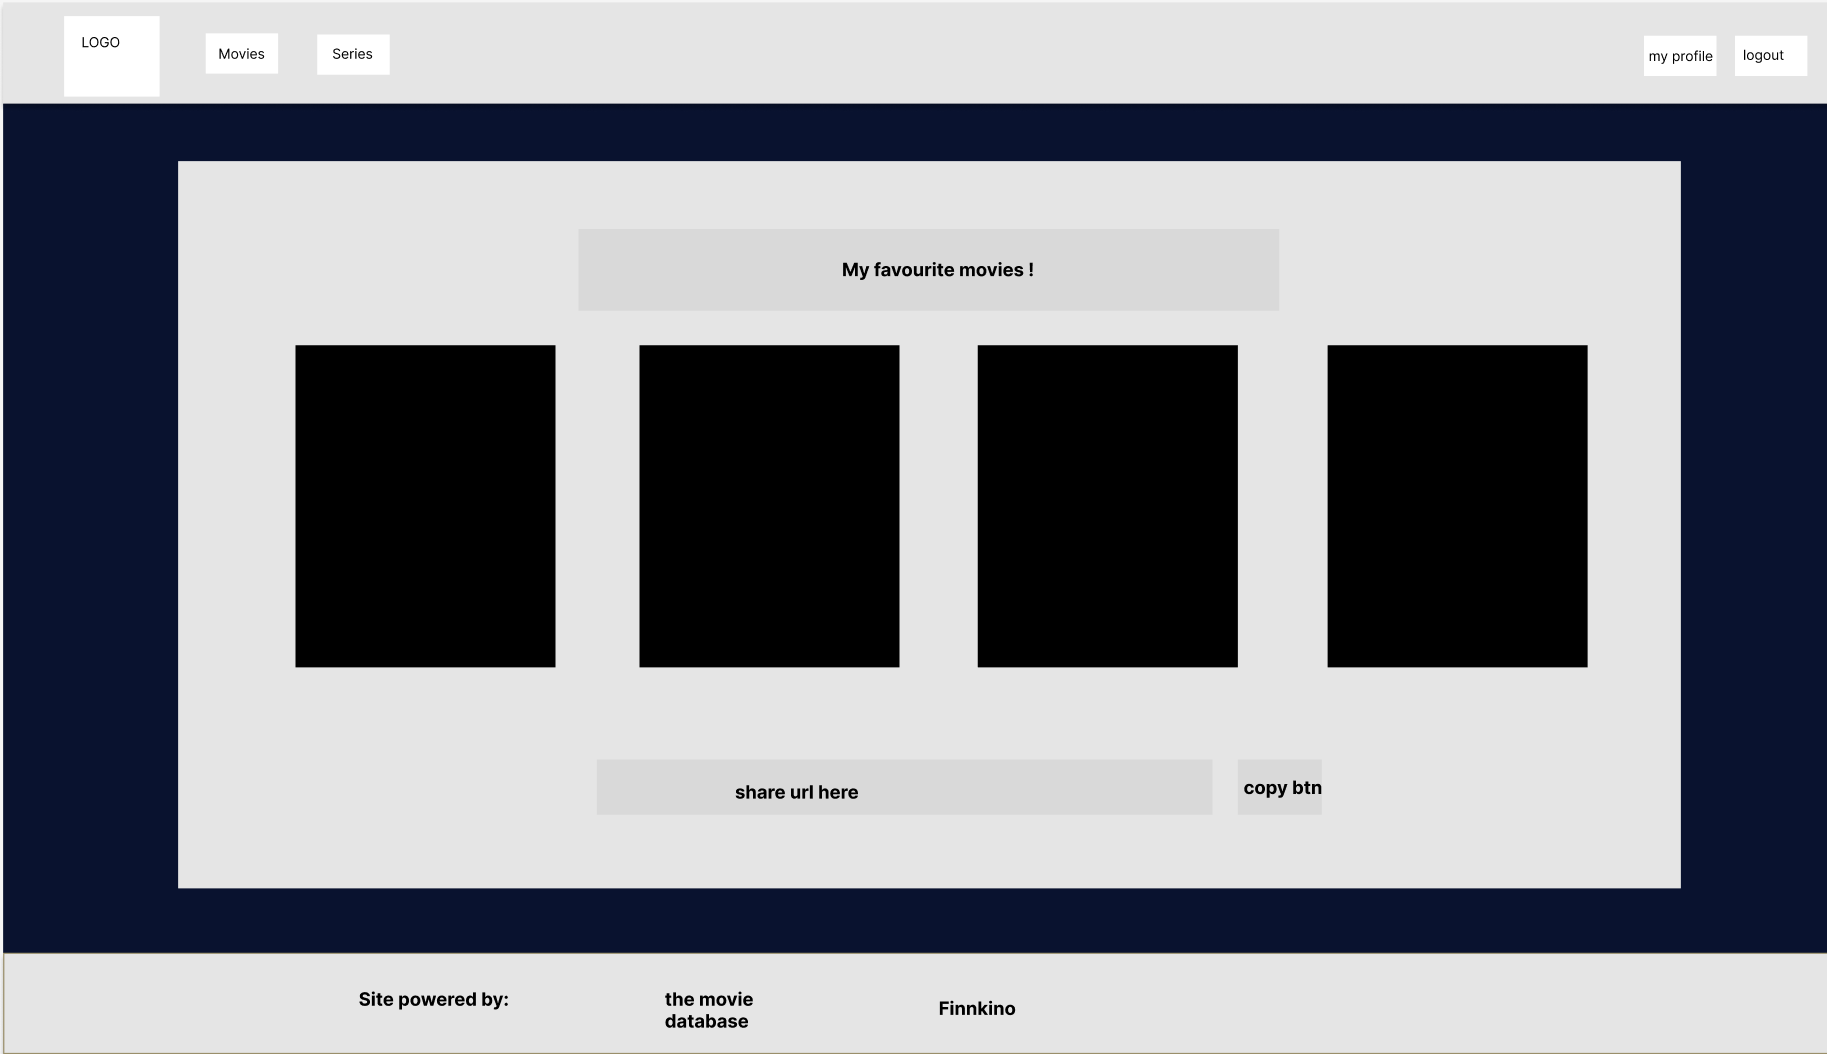 LOGO
Movies
Series
my profile
logout
My favourite movies !
share url here
copy btn
Site powered by:
the movie
database
Finnkino